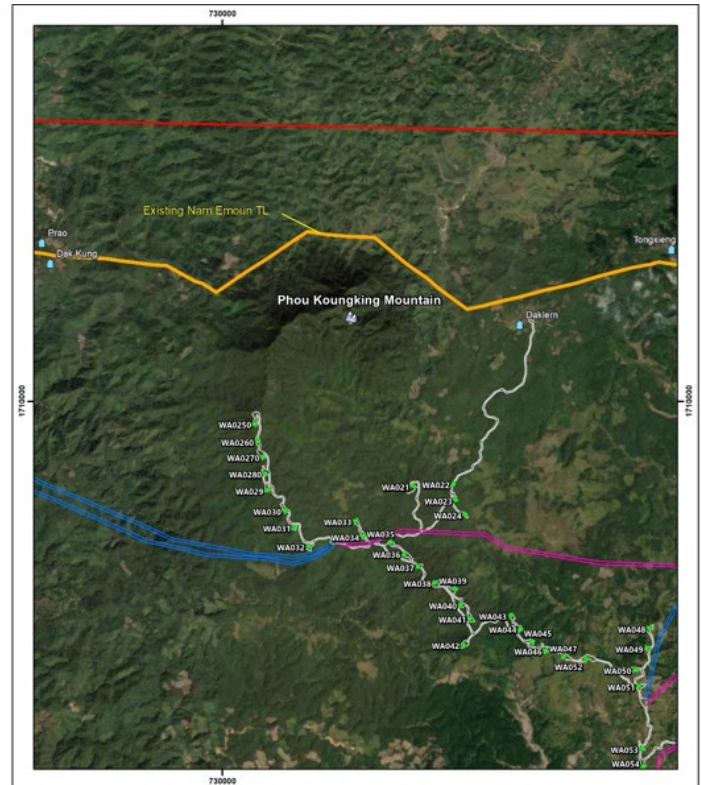 730000
Existing Nam Emoun TL
Prao
Dak Kung
Tongxieng
Phou Koungking Mountain
Daklern
1710000
1710000
WA0250
WA0260
WA0270
WA0280
WA029
WA021
WA022
WA023
WA024
WA030
WA031
WA032
WA033
WA034
WA035
WA036
WA037
WA038
WA039
WA040
WA041
WA042
WA043
WA044
WA045
WA046
WA047
WA052
WA048
WA049
WA050
WA051
WA053
WA054
730000